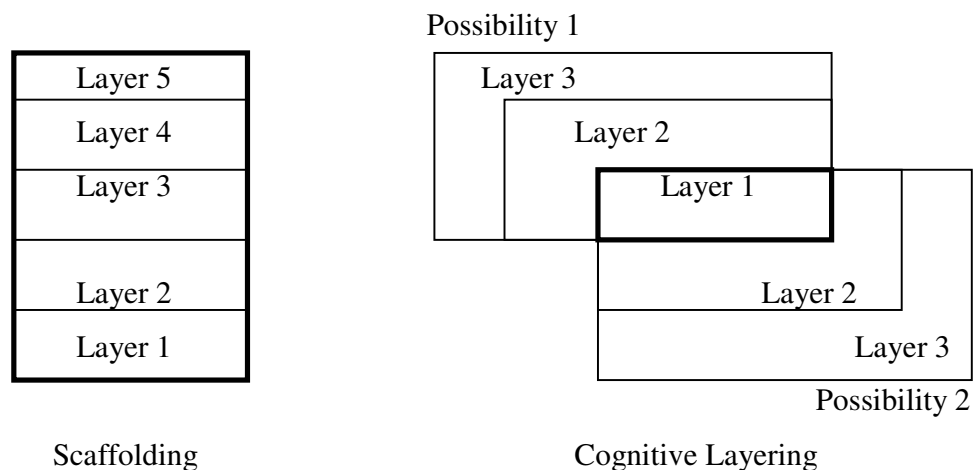 Possibility 1
Layer 5
Layer 4
Layer 3
Layer 2
Layer 1
Scaffolding
Layer 3
Layer 2
Layer 1
Layer 2
Layer 3
Possibility 2
Cognitive Layering